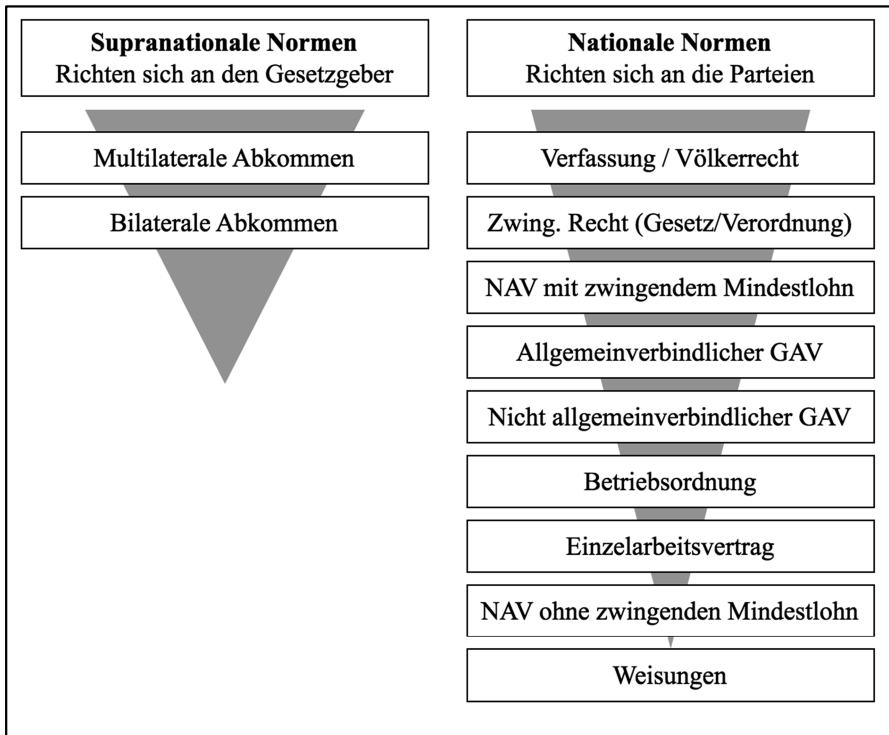 Supranationale Normen
Richten sich an den Gesetzgeber
Multilaterale Abkommen
Bilaterale Abkommen
Nationale Normen
Richten sich an die Parteien
Verfassung / Völkerrecht
Zwing. Recht (Gesetz/Verordnung)
NAV mit zwingendem Mindestlohn
Allgemeinverbindlicher GAV
Nicht allgemeinverbindlicher GAV
Betriebsordnung
Einzelarbeitsvertrag
NAV ohne zwingenden Mindestlohn
Weisungen